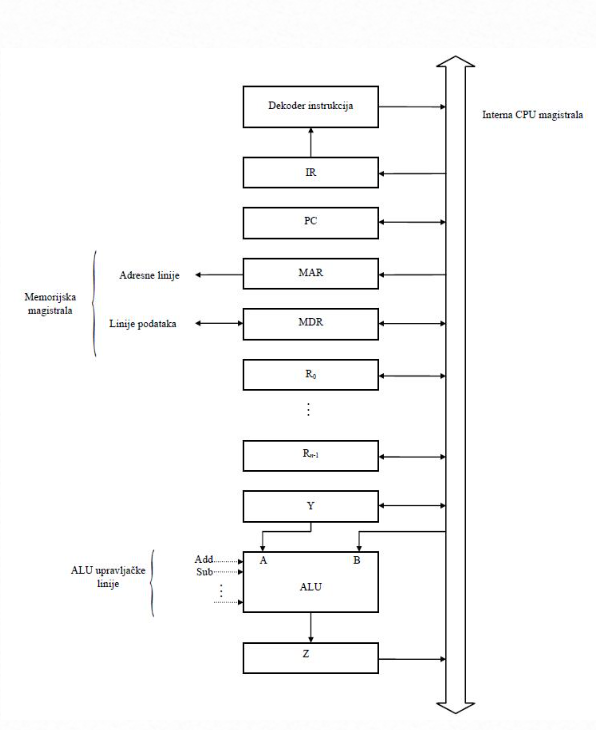 Dekoder instrukcija
Interna CPU magistrala
IR
PC
Adresne linije
MAR
Memorijska
magistrala
Linije podataka
MDR
R0
⋮
Rn-1
Y
ALU upravljačke
linije
Add
Sub
⋮
A
B
ALU
Z